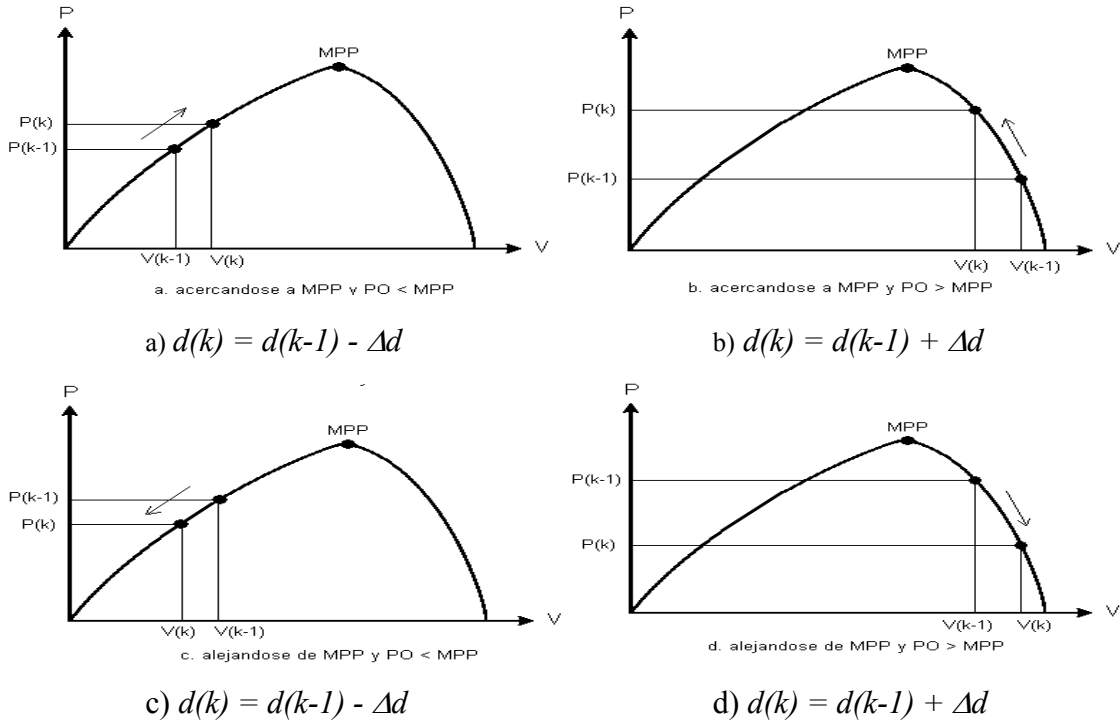 P
MPP
P(k)
P(k-1)
V(k-1)
V(k)
V
a. acercandose a MPP y PO < MPP
a) d(k) = d(k-1) - Δd
P
MPP
P(k)
P(k-1)
V(k)
V(k-1)
V
b. acercandose a MPP y PO > MPP
b) d(k) = d(k-1) + Δd
P
MPP
P(k-1)
P(k)
V(k)
V(k-1)
V
c. alejandose de MPP y PO < MPP
c) d(k) = d(k-1) - Δd
P
MPP
P(k-1)
P(k)
V(k-1)
V(k)
V
d. alejandose de MPP y PO > MPP
d) d(k) = d(k-1) + Δd